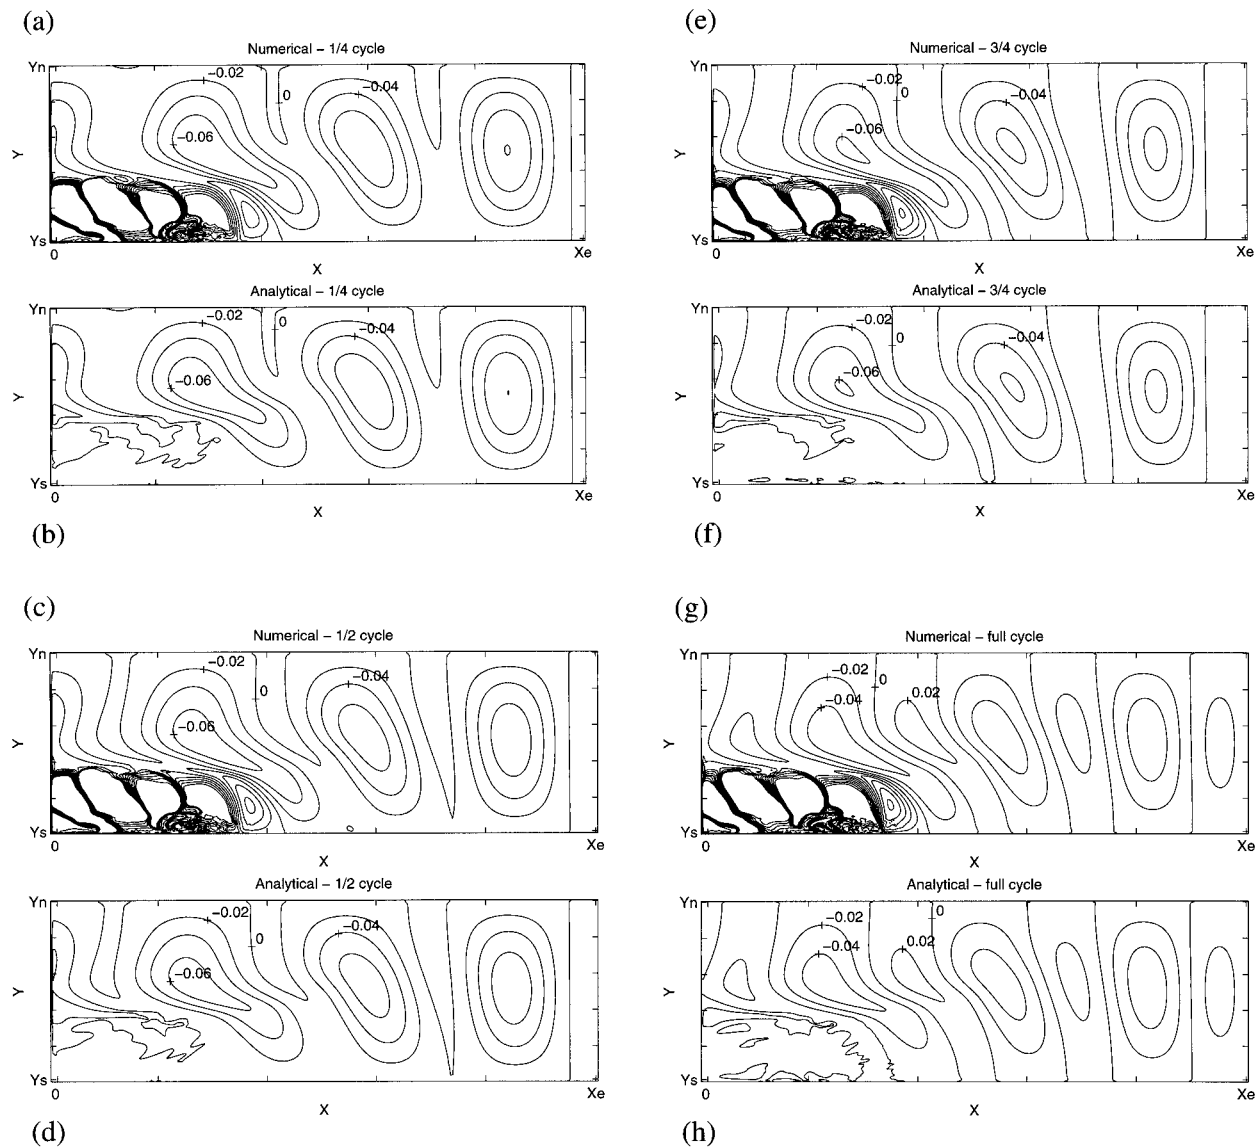 (a)
Numerical – 1/4 cycle
Yn
−0.02
0
−0.04
−0.06
Y
Ys
0
X
Xe
Analytical – 1/4 cycle
Yn
−0.02
0
−0.04
−0.06
Y
Ys
0
X
Xe
(b)
(e)
Numerical – 3/4 cycle
Yn
−0.02
0
−0.04
−0.06
Y
Ys
0
X
Xe
Analytical – 3/4 cycle
Yn
−0.02
0
−0.04
−0.06
Y
Ys
0
X
Xe
(f)
(c)
Numerical – 1/2 cycle
Yn
−0.02
0
−0.04
−0.06
Y
Ys
0
X
Xe
Analytical – 1/2 cycle
Yn
−0.02
0
−0.04
−0.06
Y
Ys
0
X
Xe
(d)
(g)
Numerical – full cycle
Yn
−0.02
0
−0.04
0.02
Y
Ys
0
X
Xe
Analytical – full cycle
Yn
−0.02
0
−0.04
0.02
Y
Ys
0
X
Xe
(h)